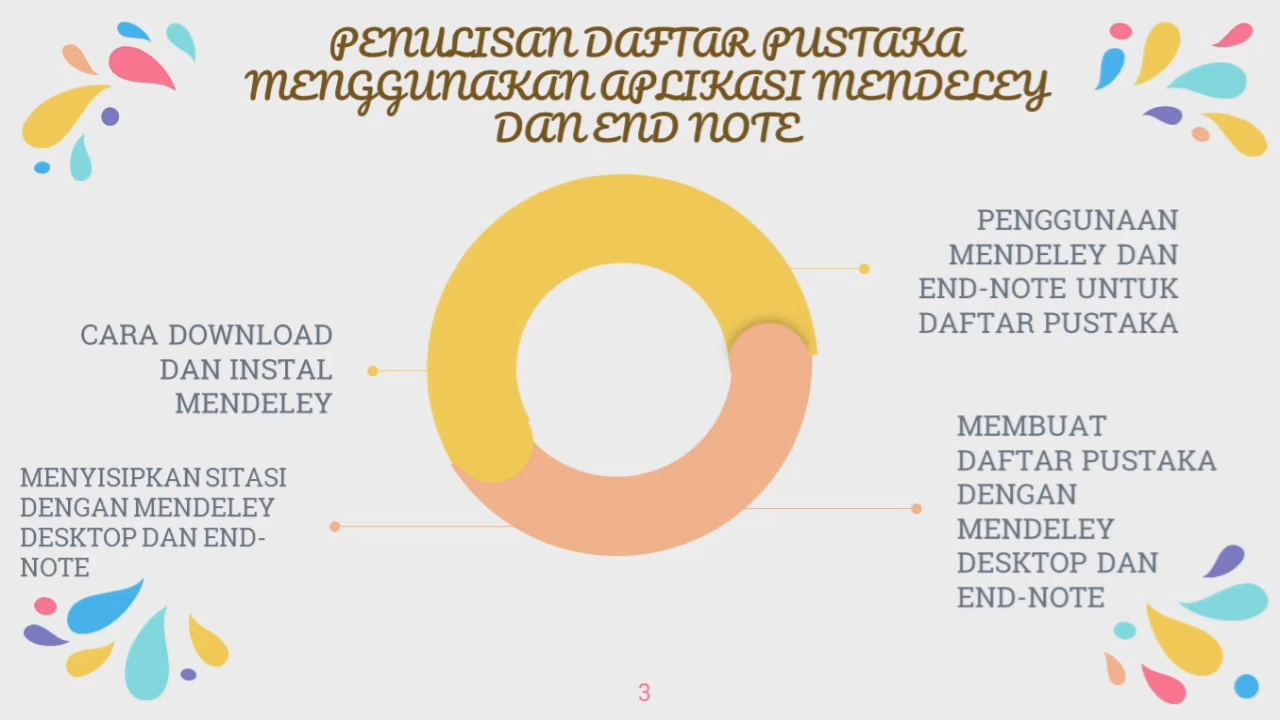 PENULISAN DAFTAR PUSTAKA
MENGGUNAKAN APLIKASI MENDELEY
DAN END NOTE
CARA DOWNLOAD
DAN INSTAL
MENDELEY
PENGGUNAAN
MENDELEY DAN
END-NOTE UNTUK
DAFTAR PUSTAKA
MENYISIPKAN SITASI
DENGAN MENDELEY
DESKTOP DAN END-
NOTE
MEMBUAT
DAFTAR PUSTAKA
DENGAN
MENDELEY
DESKTOP DAN
END-NOTE
3